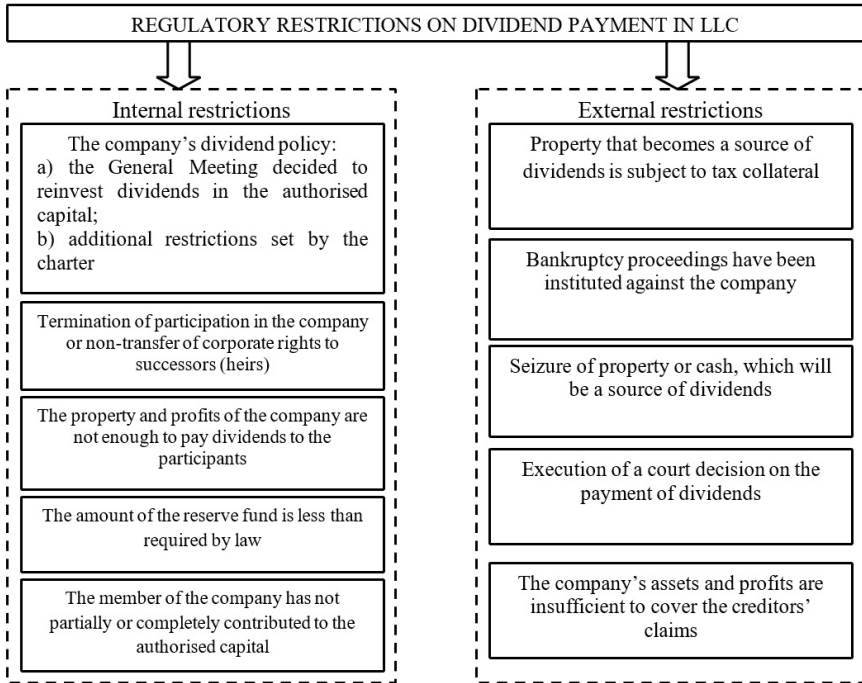 REGULATORY RESTRICTIONS ON DIVIDEND PAYMENT IN LLC
Internal restrictions
The company's dividend policy:
a) the General Meeting decided to
reinvest dividends in the authorised
capital;
b) additional restrictions set by the
charter
Termination of participation in the company
or non-transfer of corporate rights to
successors (heirs)
The property and profits of the company are
not enough to pay dividends to the
participants
The amount of the reserve fund is less than
required by law
The member of the company has not
partially or completely contributed to the
authorised capital
External restrictions
Property that becomes a source of
dividends is subject to tax collateral
Bankruptcy proceedings have been
instituted against the company
Seizure of property or cash, which will
be a source of dividends
Execution of a court decision on the
payment of dividends
The company's assets and profits are
insufficient to cover the creditors'
claims